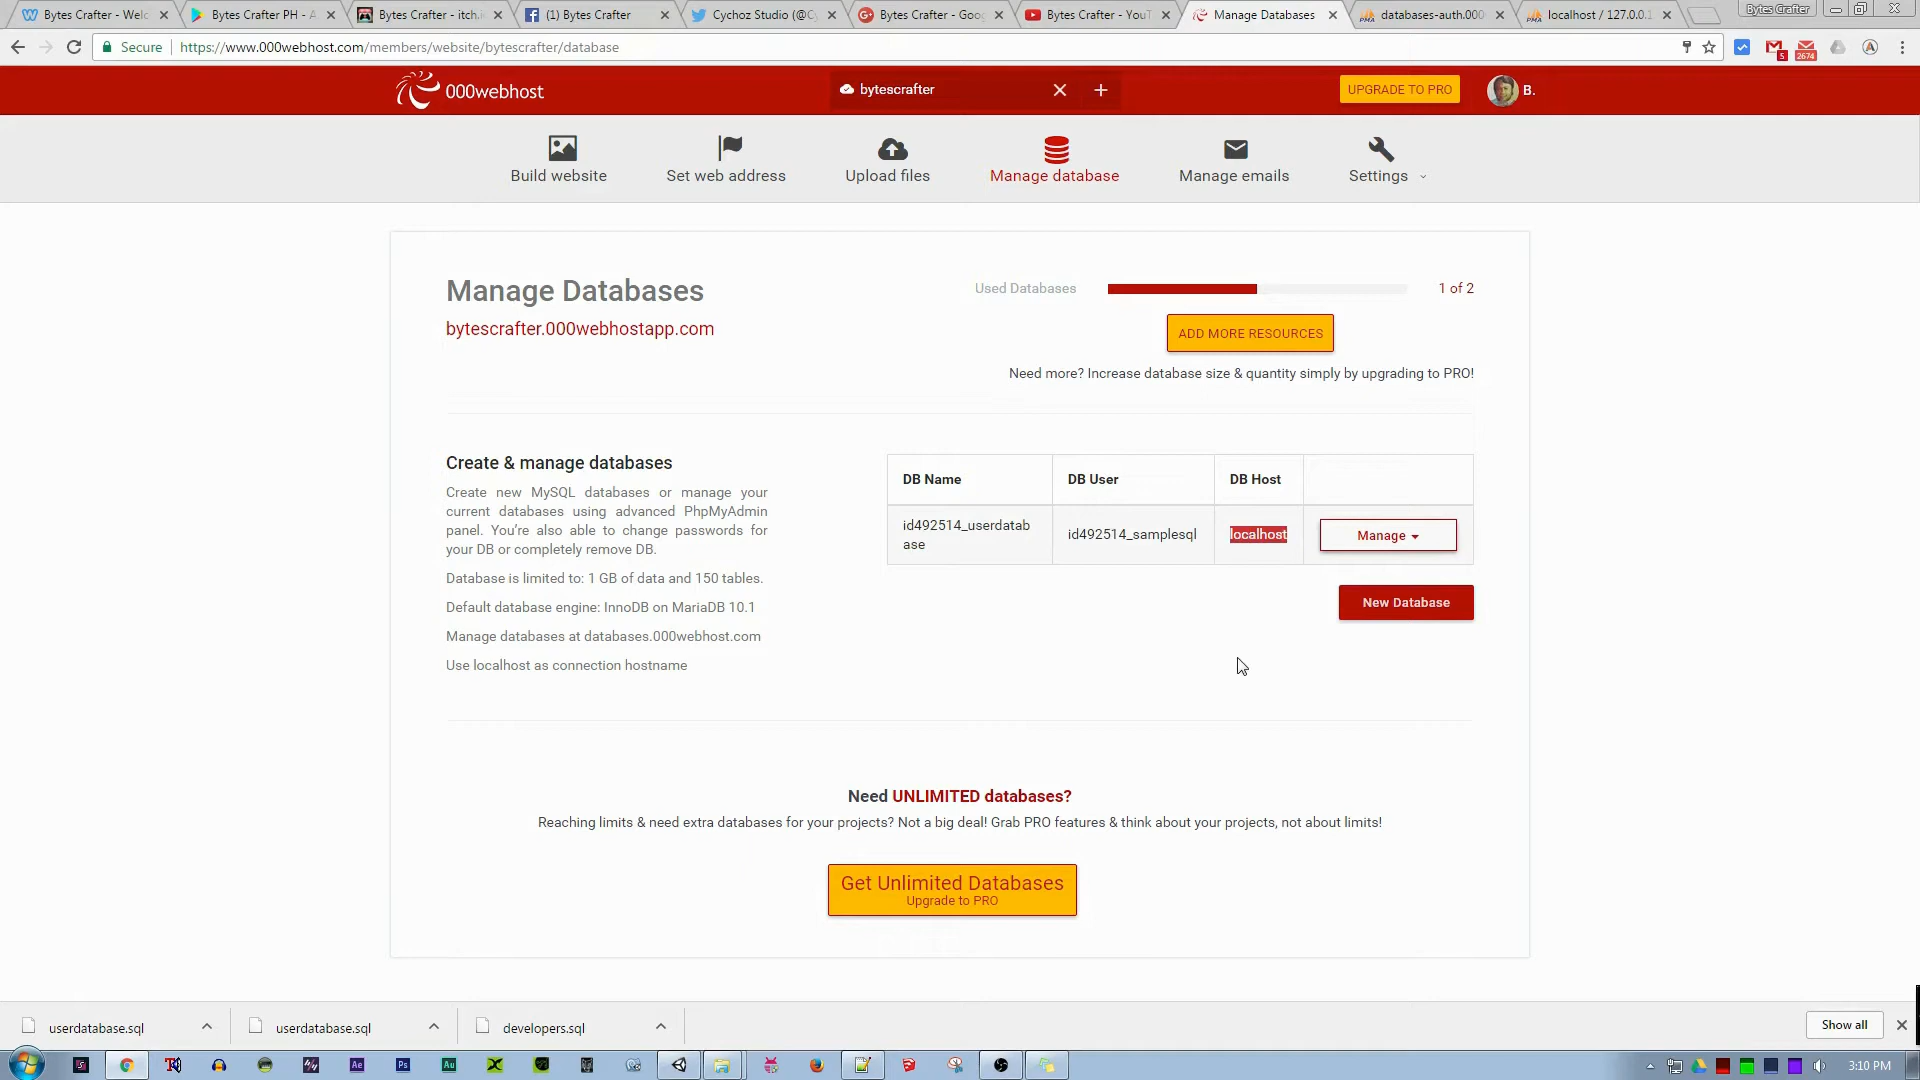 Bytes Crafter - Welc
Bytes Crafter PH - A
Bytes Crafter - itch.i
(1) Bytes Crafter
Cychoz Studio (@Cy
Bytes Crafter - Goog
Bytes Crafter - YouT
Manage Databases
databases-auth.000
localhost / 127.0.0.1
Bytes Crafter
Secure
https://www.000webhost.com/members/website/bytescrafter/database
5
2674
000webhost
bytescrafter
UPGRADE TO PRO
B.
Build website
Set web address
Upload files
Manage database
Manage emails
Settings
Manage Databases
bytescrafter.000webhostapp.com
Used Databases
1 of 2
ADD MORE RESOURCES
Need more? Increase database size & quantity simply by upgrading to PRO!
Create & manage databases
Create new MySQL databases or manage your
current databases using advanced PhpMyAdmin
panel. You're also able to change passwords for
your DB or completely remove DB.
Database is limited to: 1 GB of data and 150 tables.
Default database engine: InnoDB on MariaDB 10.1
Manage databases at databases.000webhost.com
Use localhost as connection hostname
DB Name
DB User
DB Host
id492514_userdatab
ase
id492514_samplesql
localhost
Manage
New Database
Need UNLIMITED databases?
Reaching limits & need extra databases for your projects? Not a big deal! Grab PRO features & think about your projects, not about limits!
Get Unlimited Databases
Upgrade to PRO
userdatabase.sql
userdatabase.sql
developers.sql
Show all
Ae
Ps
Au
3:10 PM